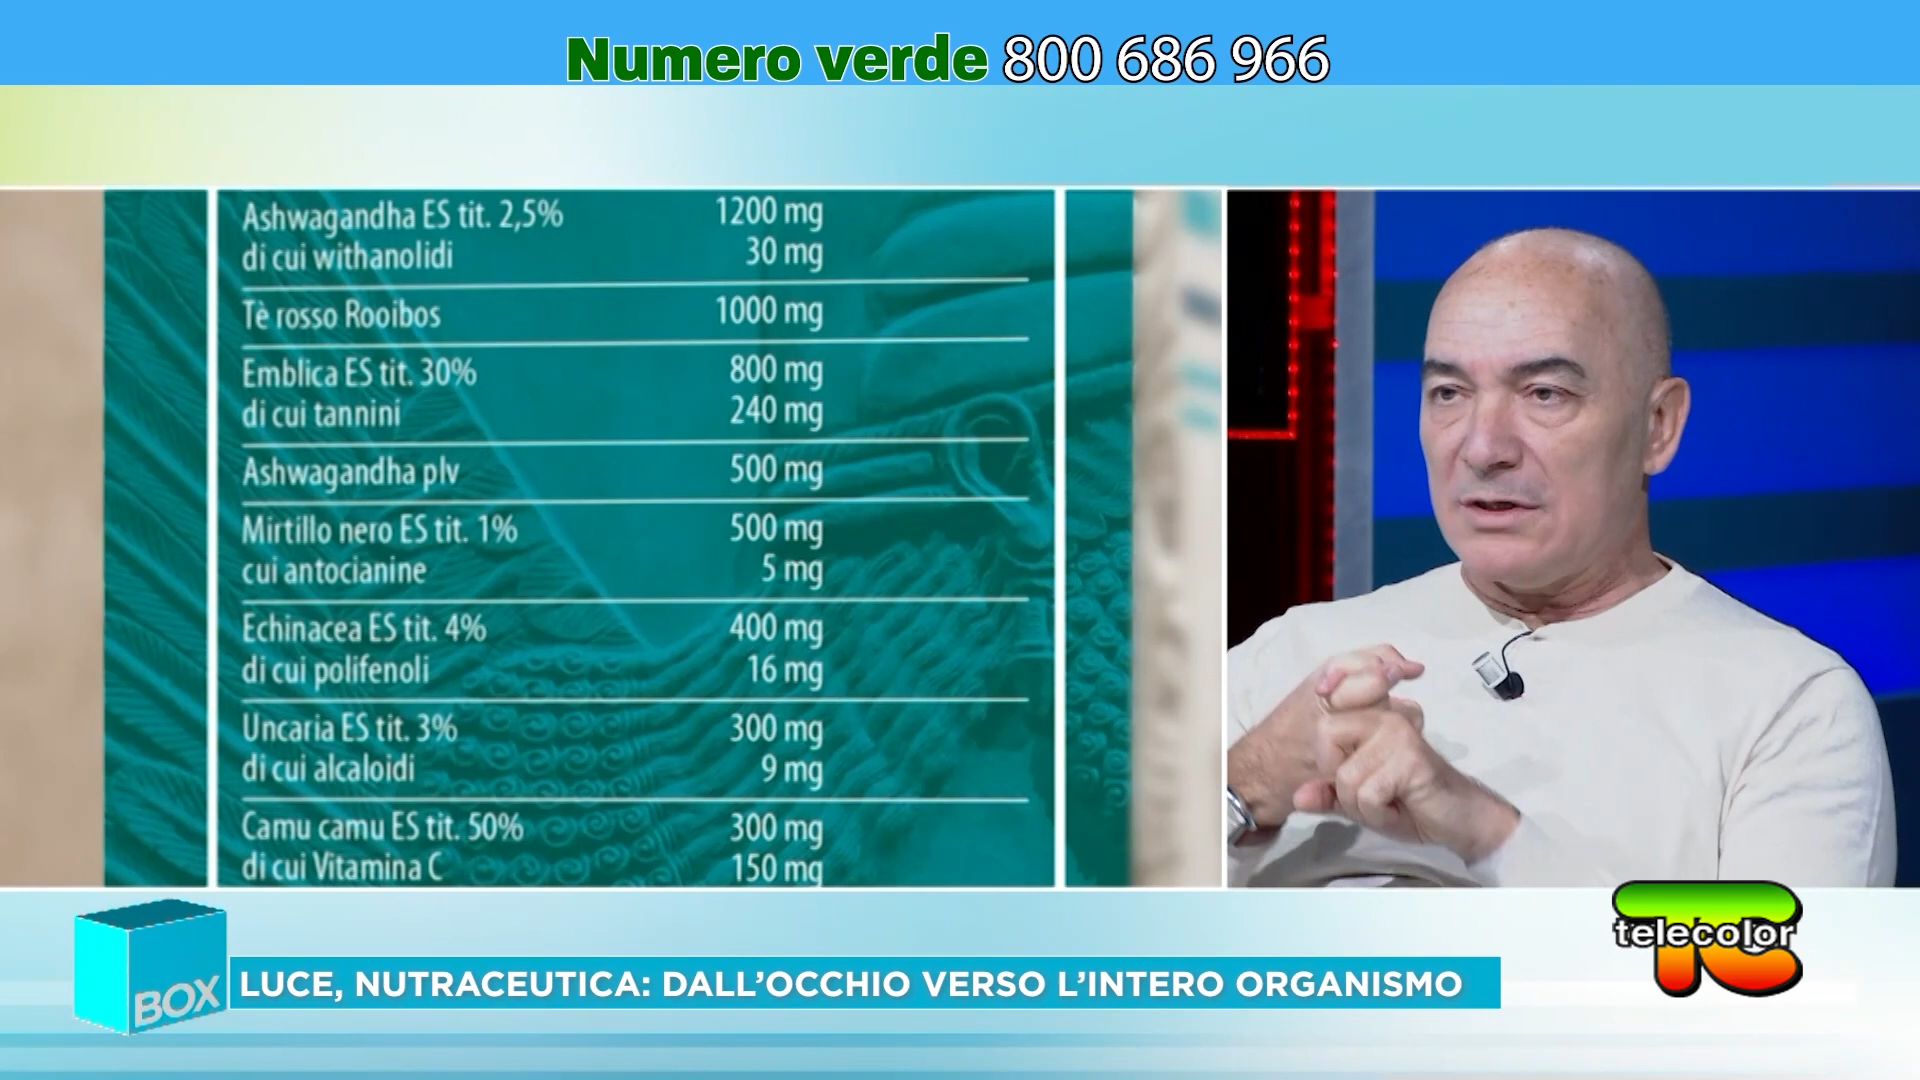 Numero verde 800 686 966
Ashwagandha ES tit. 2,5% 1200 mg
di cui withanolidi 30 mg
Tè rosso Rooibos 1000 mg
Emblica ES tit. 30% 800 mg
di cui tannini 240 mg
Ashwagandha plv 500 mg
Mirtillo nero ES tit. 1% 500 mg
cui antocianine 5 mg
Echinacea ES tit. 4% 400 mg
di cui polifenoli 16 mg
Uncaria ES tit. 3% 300 mg
di cui alcaloidi 9 mg
Camu camu ES tit. 50% 300 mg
di cui Vitamina C 150 mg
telecolor
TC
BOX
LUCE, NUTRACEUTICA: DALL'OCCHIO VERSO L'INTERO ORGANISMO